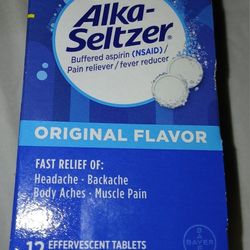 Alka-
Seltzer®
Buffered aspirin (NSAID) /
Pain reliever / fever reducer
ORIGINAL FLAVOR
FAST RELIEF OF:
Headache · Backache
Body Aches · Muscle Pain
12 EFFERVESCENT TABLETS
BAYER